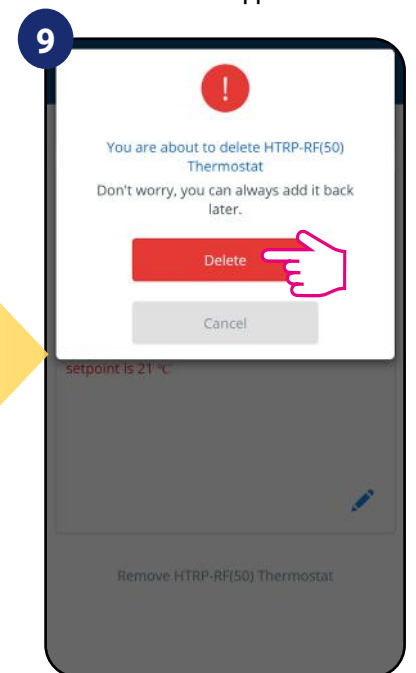 9
!
You are about to delete HTRP-RF(50)
Thermostat
Don't worry, you can always add it back
later.
Delete
Cancel
setpoint is 21 °C
Remove HTRP-RF(50) Thermostat